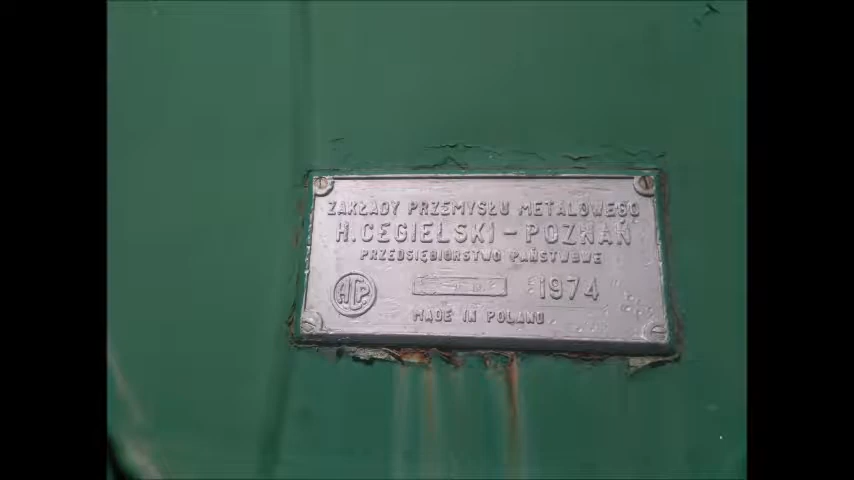 ZAKŁADY PRZEMYSŁU METALOWEGO
H. CEGIELSKI - POZNAŃ
PRZEDSIĘBIORSTWO PAŃSTWOWE
HCP 1974
MADE IN POLAND